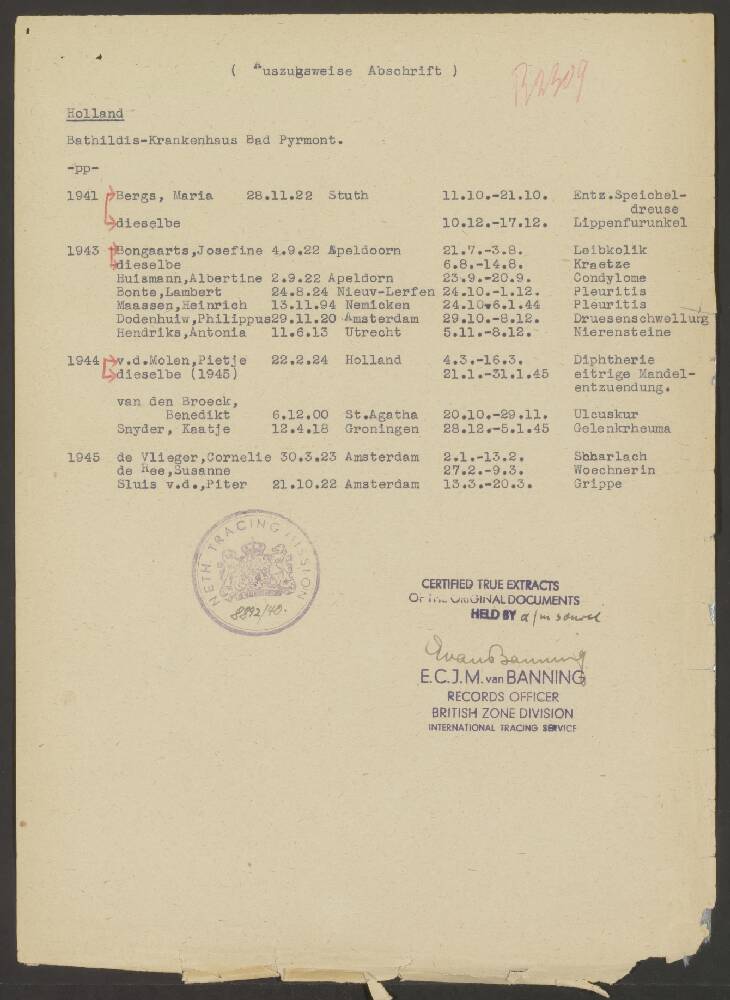 ( Auszugsweise Abschrift )
Holland
Bathildis-Krankenhaus Bad Pyrmont.
-pp-
1941 Bergs, Maria 28.11.22 Stuth 11.10.-21.10. Entz.Speichel-
dreuse
dieselbe 10.12.-17.12. Lippenfurunkel
1943 Bongaarts,Josefine 4.9.22 Apeldoorn 21.7.-3.8. Leibkolik
dieselbe 6.8.-14.8. Kraetze
Huismann,Albertine 2.9.22 Apeldorn 23.9.-20.9. Condylome
Bonte,Lambert 24.8.24 Nieuv-Lerfen 24.10.-1.12. Pleuritis
Maassen,Heinrich 13.11.94 Nemicken 24.10.-6.1.44 Pleuritis
Dodenhuiw,Philippus 29.11.20 Amsterdam 29.10.-8.12. Druesenschwellung
Hendriks,Antonia 11.6.13 Utrecht 5.11.-8.12. Nierensteine
1944 v.d.Molen,Pietje 22.2.24 Holland 4.3.-16.3. Diphtherie
dieselbe (1945) 21.1.-31.1.45 eitrige Mandel-
entzuendung.
van den Broeck,
Benedikt 6.12.00 St.Agatha 20.10.-29.11. Ulcuskur
Snyder, Kaatje 12.4.18 Groningen 28.12.-5.1.45 Gelenkrheuma
1945 de Vlieger,Cornelie 30.3.23 Amsterdam 2.1.-13.2. Shharlach
de Hee,Susanne 27.2.-9.3. Woechnerin
Sluis v.d.,Piter 21.10.22 Amsterdam 13.3.-20.3. Grippe
NETH. TRACING MISSION
8892/40.
CERTIFIED TRUE EXTRACTS
OF THE ORIGINAL DOCUMENTS
HELD BY
E.C.J.M. van BANNING
RECORDS OFFICER
BRITISH ZONE DIVISION
INTERNATIONAL TRACING SERVICE